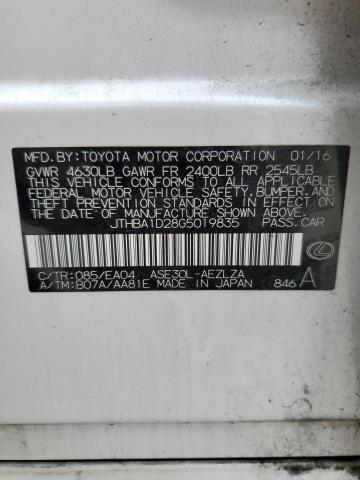 MFD.BY:TOYOTA MOTOR CORPORATION 01/16
GVWR 4630LB GAWR FR 2400LB RR 2545LB
THIS VEHICLE CONFORMS TO ALL APPLICABLE
FEDERAL MOTOR VEHICLE SAFETY,BUMPER,AND
THEFT PREVENTION STANDARDS IN EFFECT ON
THE DATE OF MANUFACTURE SHOWN ABOVE.
JTHBA1D28G5019835 PASS.CAR
C/TR:085/EA04 ASE30L-AEZLZA
A/TM:B07A/AA81E MADE IN JAPAN 846 A